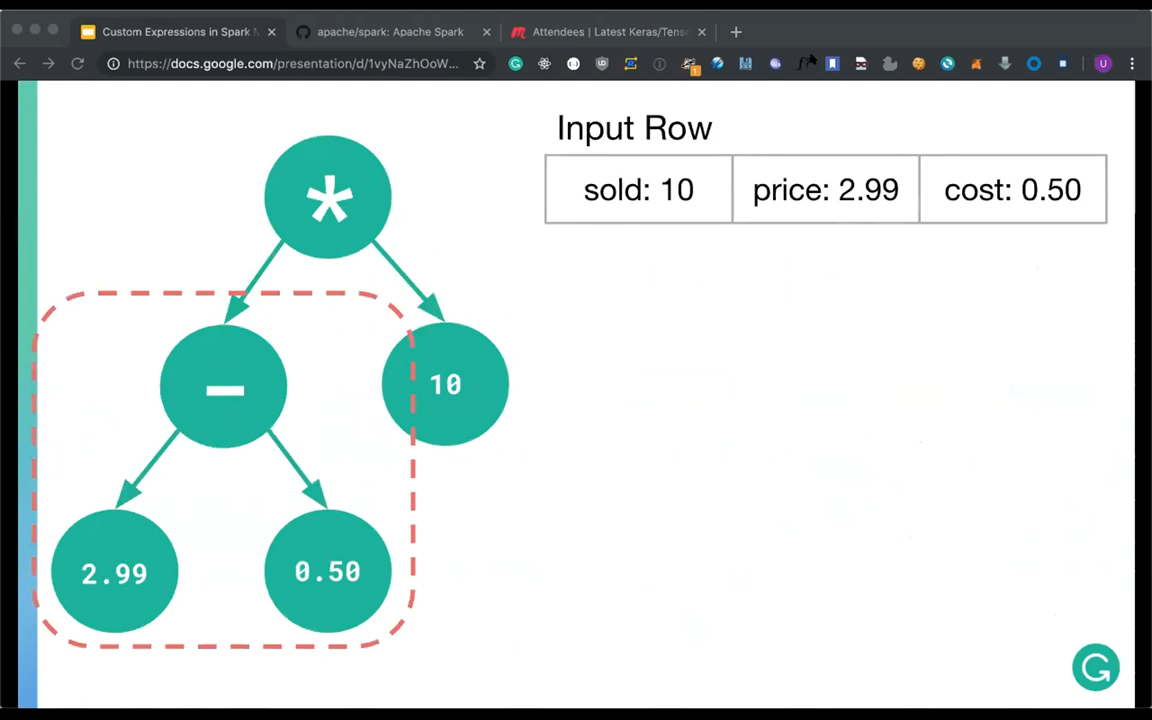 Custom Expressions in Spark
apache/spark: Apache Spark
Attendees | Latest Keras/Tens
https://docs.google.com/presentation/d/1vyNaZhOoW...
Input Row
sold: 10
price: 2.99
cost: 0.50
*
−
10
2.99
0.50